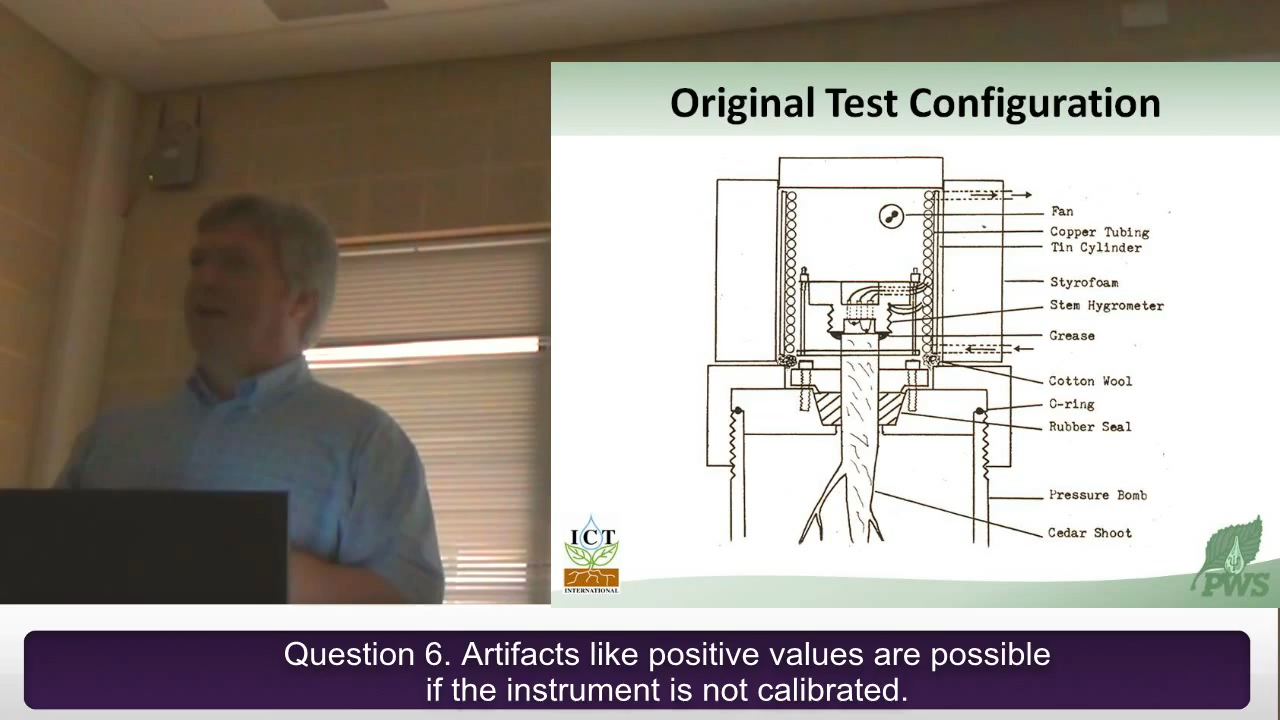 Original Test Configuration
Fan
Copper Tubing
Tin Cylinder
Styrofoam
Stem Hygrometer
Grease
Cotton Wool
O-ring
Rubber Seal
Pressure Bomb
Cedar Shoot
ICT
INTERNATIONAL
PWS
Question 6. Artifacts like positive values are possible
if the instrument is not calibrated.